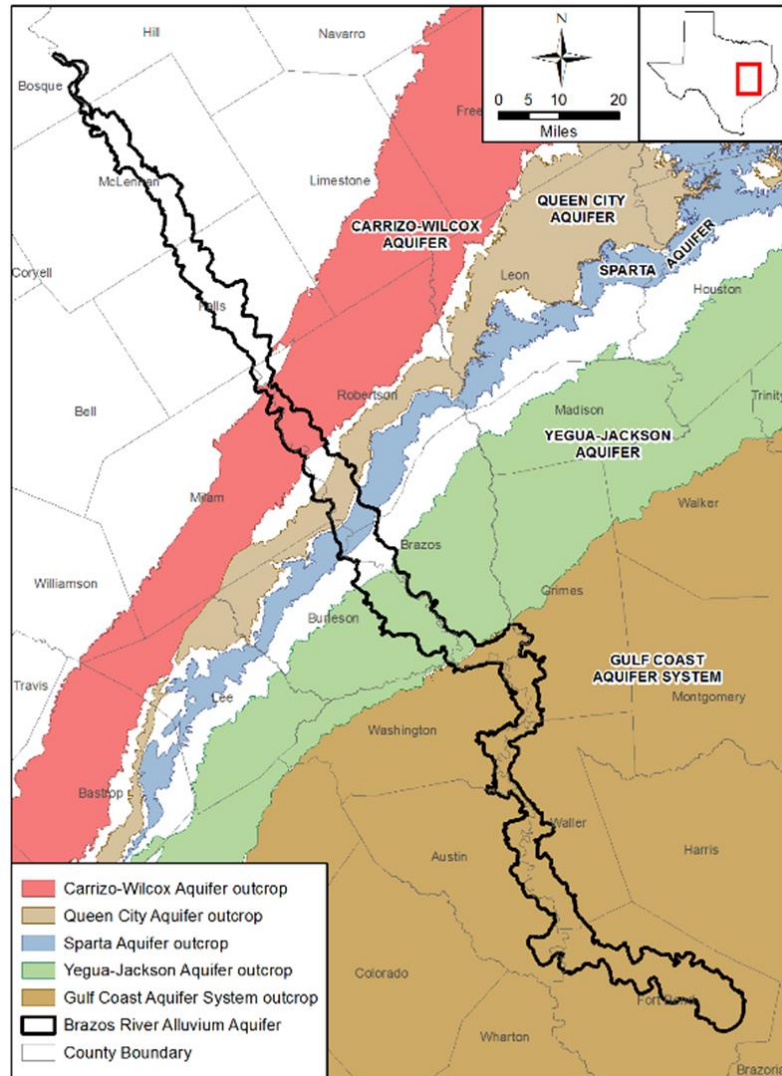 Hill
Navarro
N
Bosque
0 5 10 20
Miles
Free
McLennan
Limestone
QUEEN CITY
AQUIFER
CARRIZO-WILCOX
AQUIFER
SPARTA
AQUIFER
Coryell
Leon
Houston
Falls
Bell
Robertson
Madison
Trinity
YEGUA-JACKSON
AQUIFER
Milam
Walker
Brazos
Williamson
Grimes
Burleson
GULF COAST
AQUIFER SYSTEM
Travis
Lee
Montgomery
Washington
Bastrop
Waller
Austin
Harris
Carrizo-Wilcox Aquifer outcrop
Queen City Aquifer outcrop
Sparta Aquifer outcrop
Yegua-Jackson Aquifer outcrop
Gulf Coast Aquifer System outcrop
Brazos River Alluvium Aquifer
County Boundary
Colorado
Fort Bend
Wharton
Brazoria